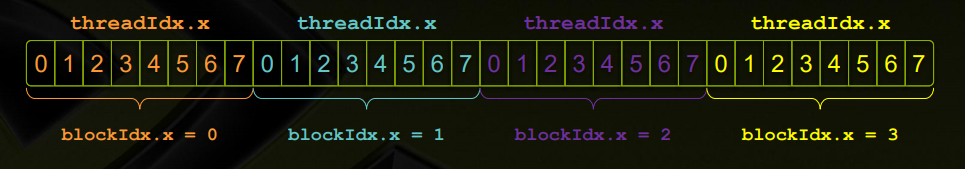 threadIdx.x threadIdx.x threadIdx.x threadIdx.x
0 1 2 3 4 5 6 7 0 1 2 3 4 5 6 7 0 1 2 3 4 5 6 7 0 1 2 3 4 5 6 7
blockIdx.x = 0 blockIdx.x = 1 blockIdx.x = 2 blockIdx.x = 3